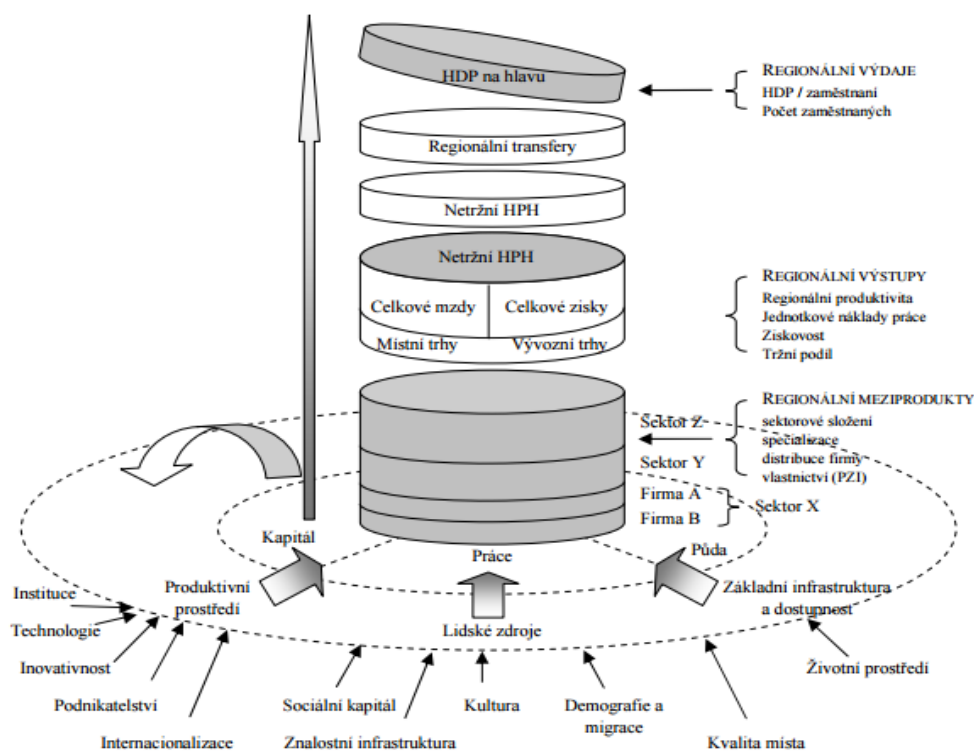 HDP na hlavu
REGIONÁLNÍ VÝDAJE
HDP / zaměstnaní
Počet zaměstnaných
Regionální transfery
Netržní HPH
Netržní HPH
Celkové mzdy
Celkové zisky
Místní trhy
Vývozní trhy
REGIONÁLNÍ VÝSTUPY
Regionální produktivita
Jednotkové náklady práce
Ziskovost
Tržní podíl
REGIONÁLNÍ MEZIPRODUKTY
sektorové složení
specializace
distribuce firmy
vlastnictví (PZI)
Sektor Z
Sektor Y
Firma A
Firma B
Sektor X
Kapitál
Práce
Půda
Produktivní
prostředí
Lidské zdroje
Základní infrastruktura
a dostupnost
Instituce
Technologie
Inovativnost
Podnikatelství
Internacionalizace
Sociální kapitál
Znalostní infrastruktura
Kultura
Demografie a
migrace
Kvalita místa
Životní prostředí